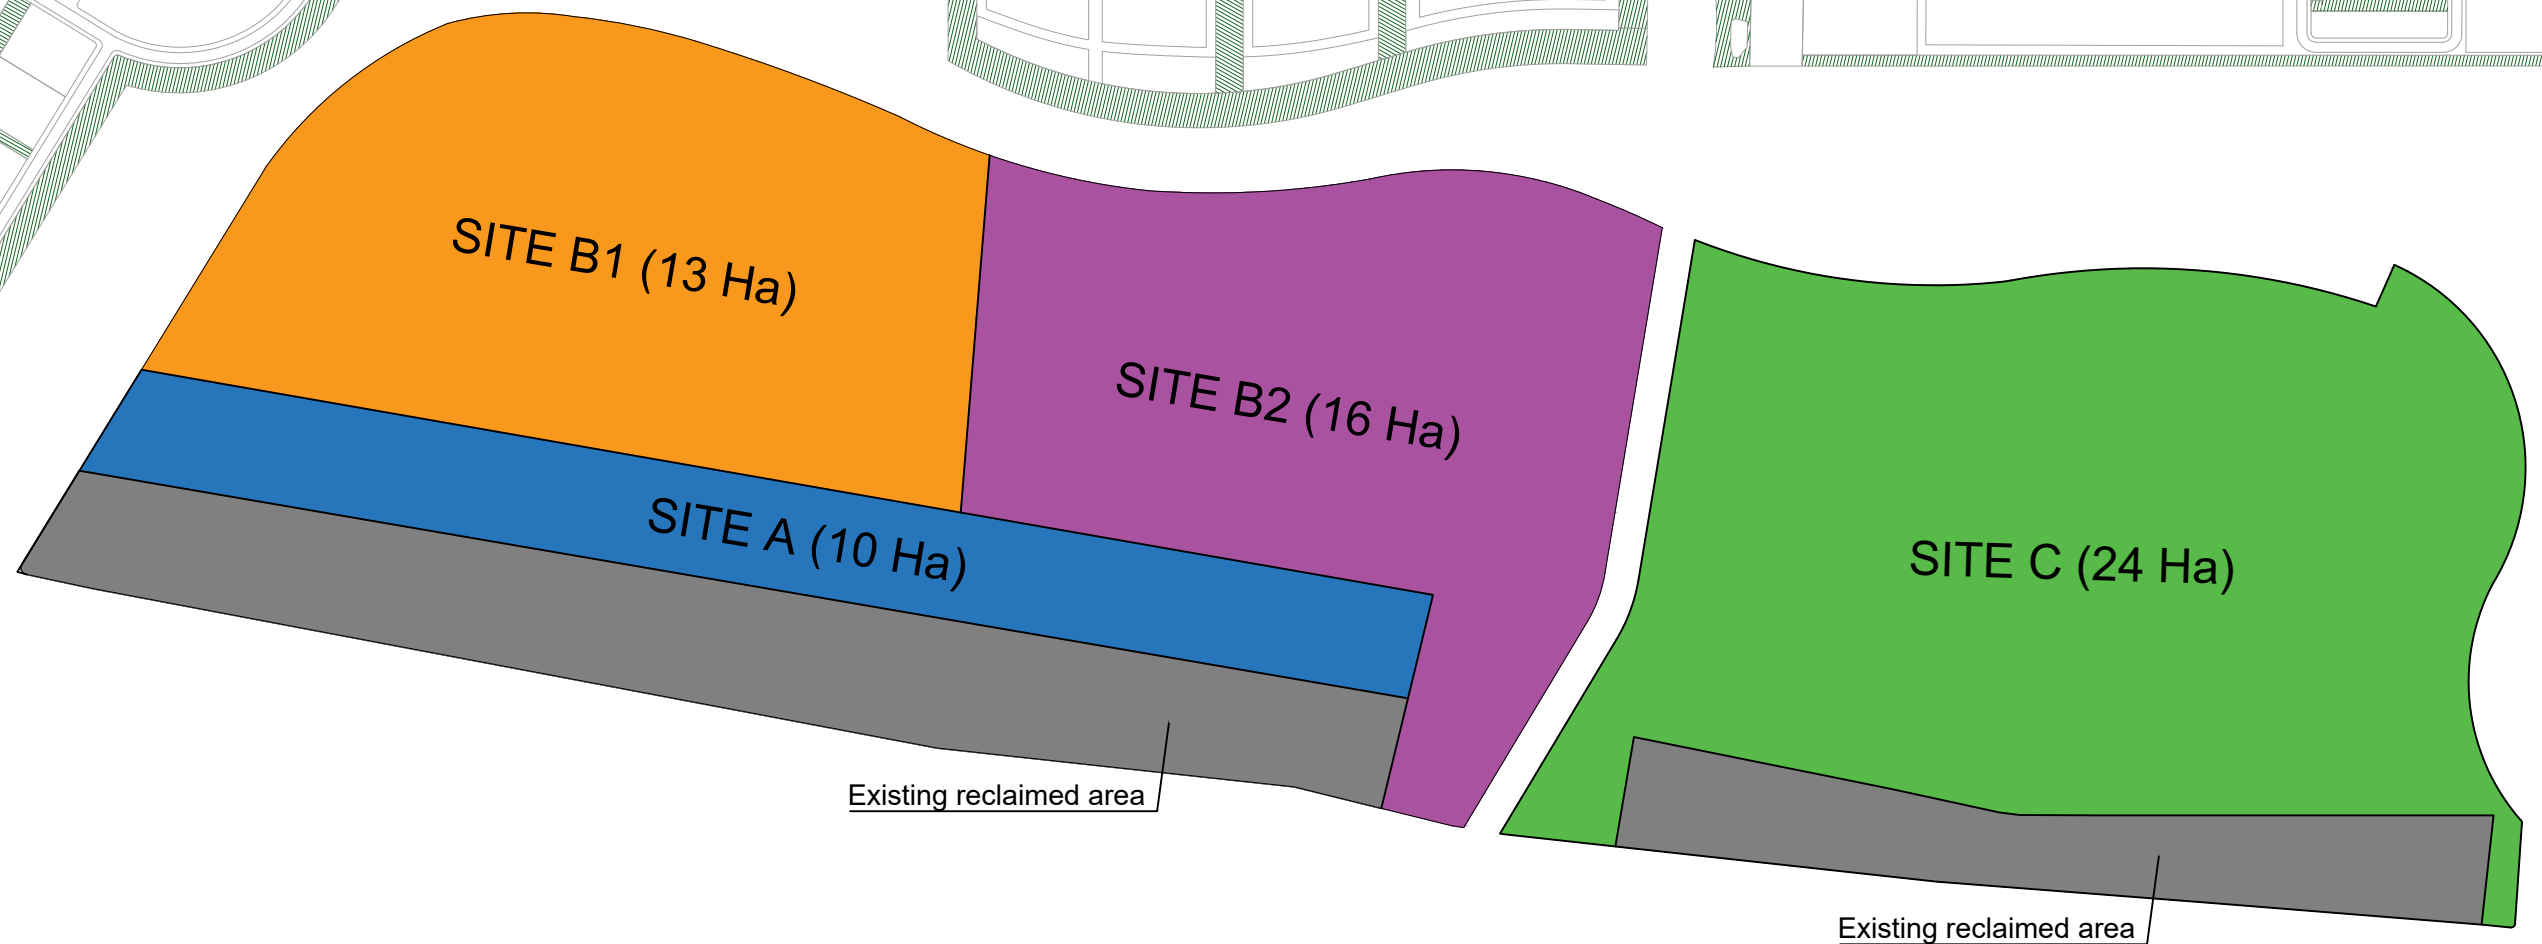 SITE B1 (13 Ha)
SITE B2 (16 Ha)
SITE A (10 Ha)
SITE C (24 Ha)
Existing reclaimed area
Existing reclaimed area